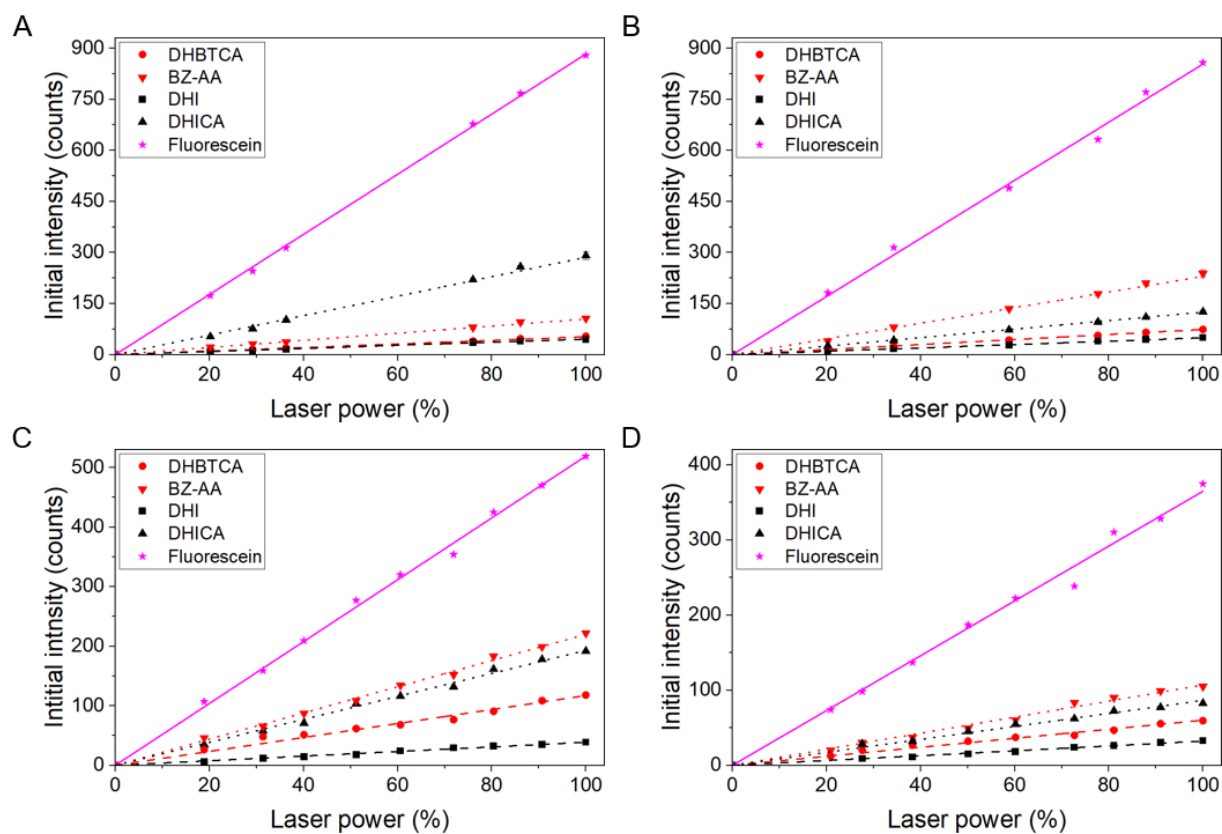 A
Initial intensity (counts)
900
750
600
450
300
150
0
DHBTCA
BZ-AA
DHI
DHICA
Fluorescein
0 20 40 60 80 100
Laser power (%)
B
Initial intensity (counts)
900
750
600
450
300
150
0
DHBTCA
BZ-AA
DHI
DHICA
Fluorescein
0 20 40 60 80 100
Laser power (%)
C
Intitial intnsity (counts)
500
400
300
200
100
0
DHBTCA
BZ-AA
DHI
DHICA
Fluorescein
0 20 40 60 80 100
Laser power (%)
D
Initial intensity (counts)
400
300
200
100
0
DHBTCA
BZ-AA
DHI
DHICA
Fluorescein
0 20 40 60 80 100
Laser power (%)